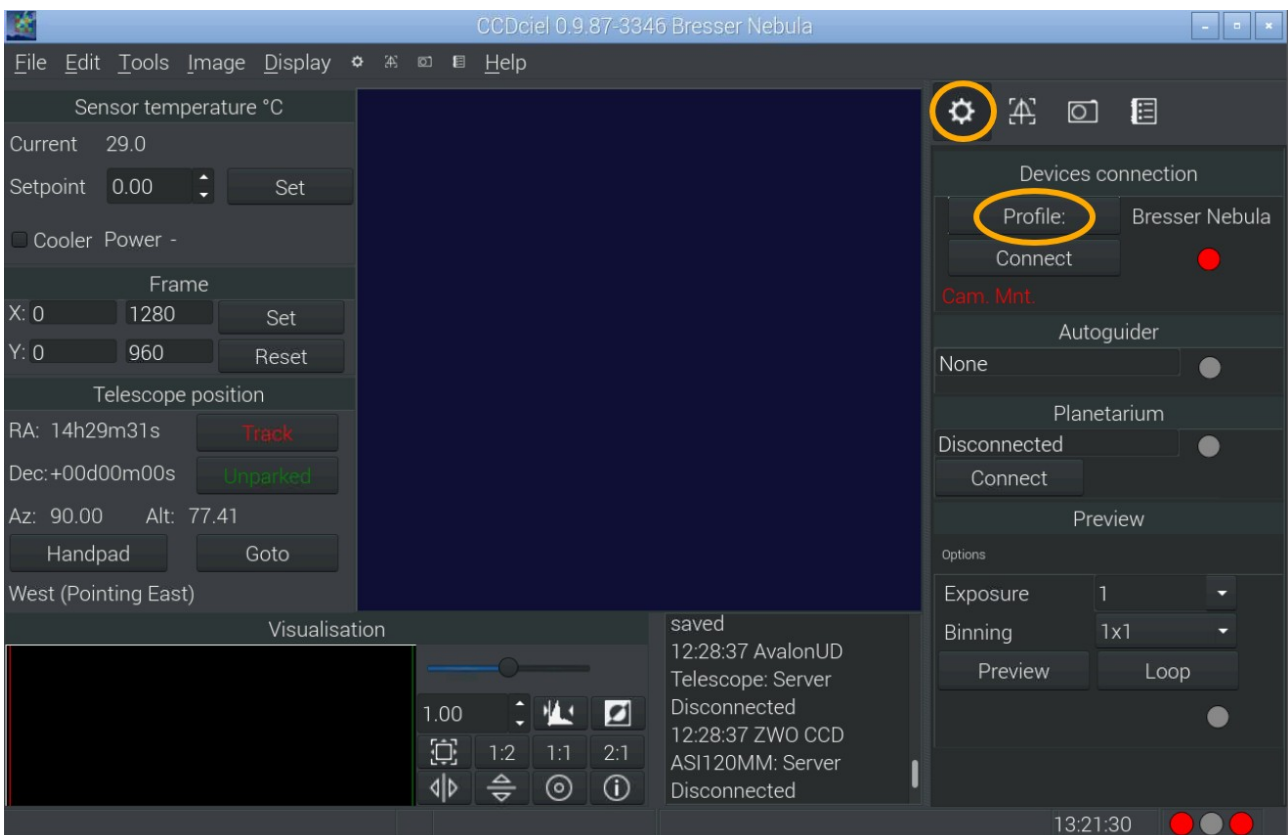 CCDciel 0.9.87-3346 Bresser Nebula
File Edit Tools Image Display Help
Sensor temperature °C
Current 29.0
Setpoint 0.00 Set
Cooler Power -
Frame
X: 0 1280 Set
Y: 0 960 Reset
Telescope position
RA: 14h29m31s Track
Dec: +00d00m00s Unparked
Az: 90.00 Alt: 77.41
Handpad Goto
West (Pointing East)
Visualisation
1.00
1:2 1:1 2:1
saved
12:28:37 AvalonUD
Telescope: Server
Disconnected
12:28:37 ZWO CCD
ASI120MM: Server
Disconnected
Devices connection
Profile: Bresser Nebula
Connect
Cam. Mnt.
Autoguider
None
Planetarium
Disconnected
Connect
Preview
Options
Exposure 1
Binning 1x1
Preview Loop
13:21:30